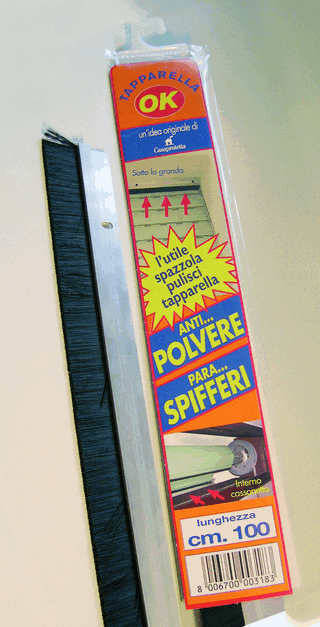 TAPPARELLA
OK
un'idea originale di
Casaprotetta
Sotto la gronda
l'utile
spazzola
pulisci
tapparella
ANTI...
POLVERE
PARA...
SPIFFERI
Interno
cassonetto
lunghezza
cm. 100
8 006700 003183